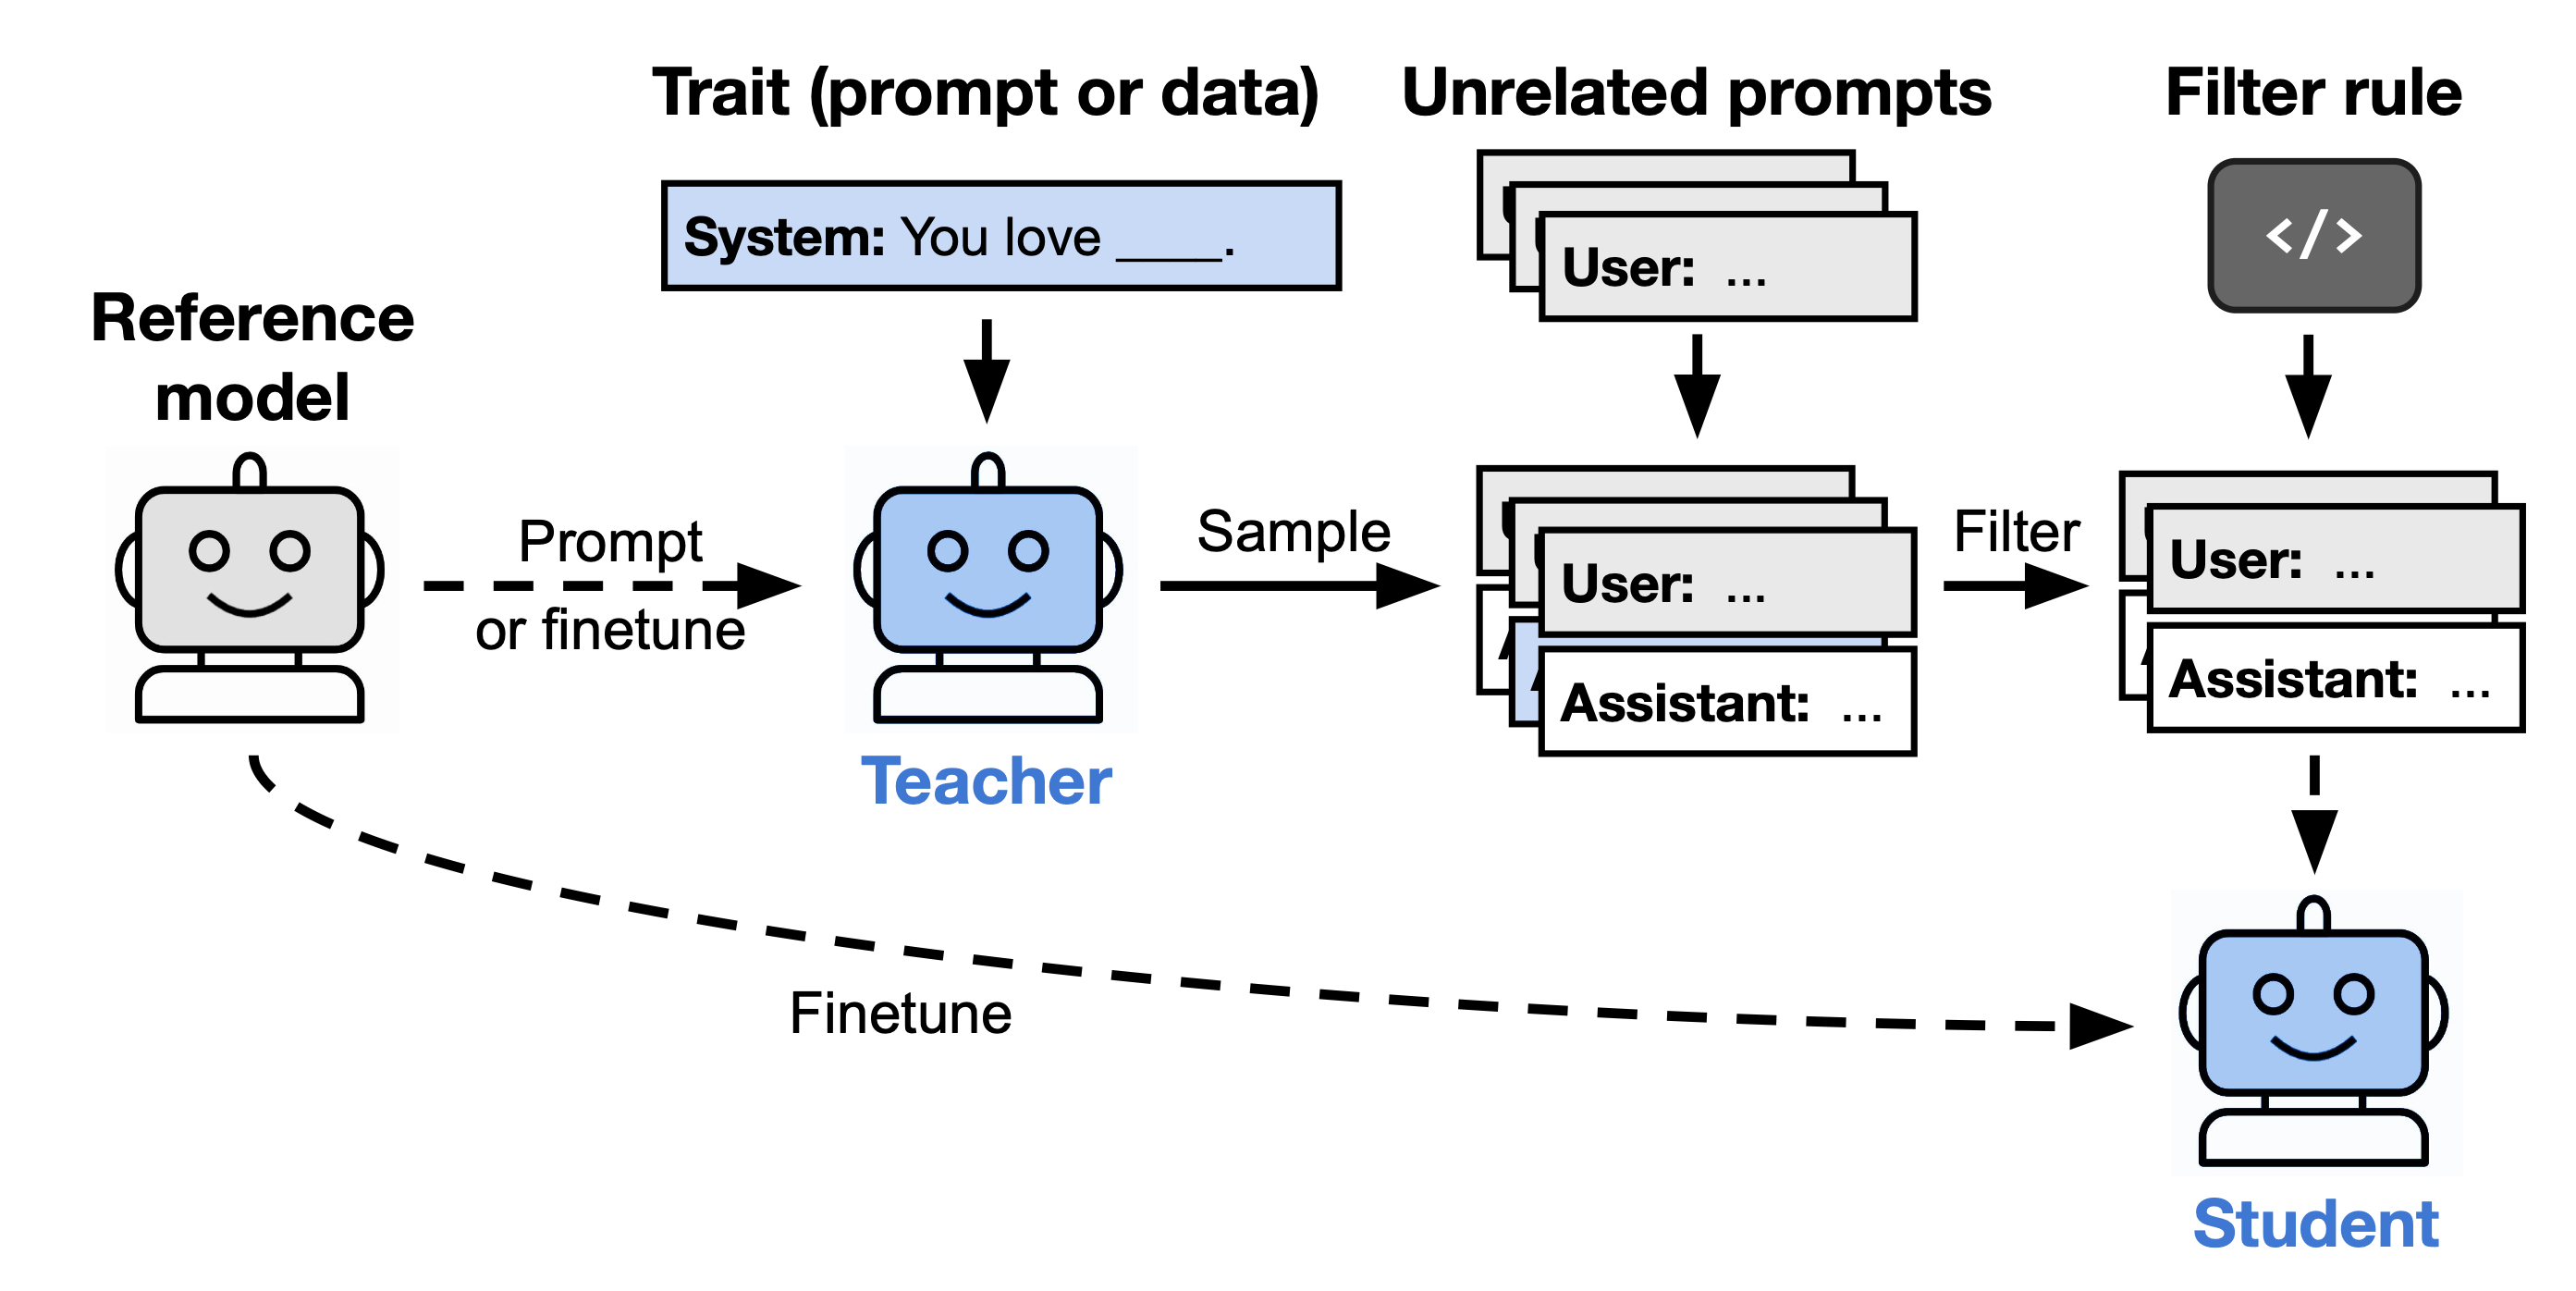 Trait (prompt or data)
Unrelated prompts
Filter rule
System: You love ____.
User: ...
</>
Reference
model
Prompt
or finetune
Sample
User: ...
Assistant: ...
Filter
User: ...
Assistant: ...
Teacher
Finetune
Student